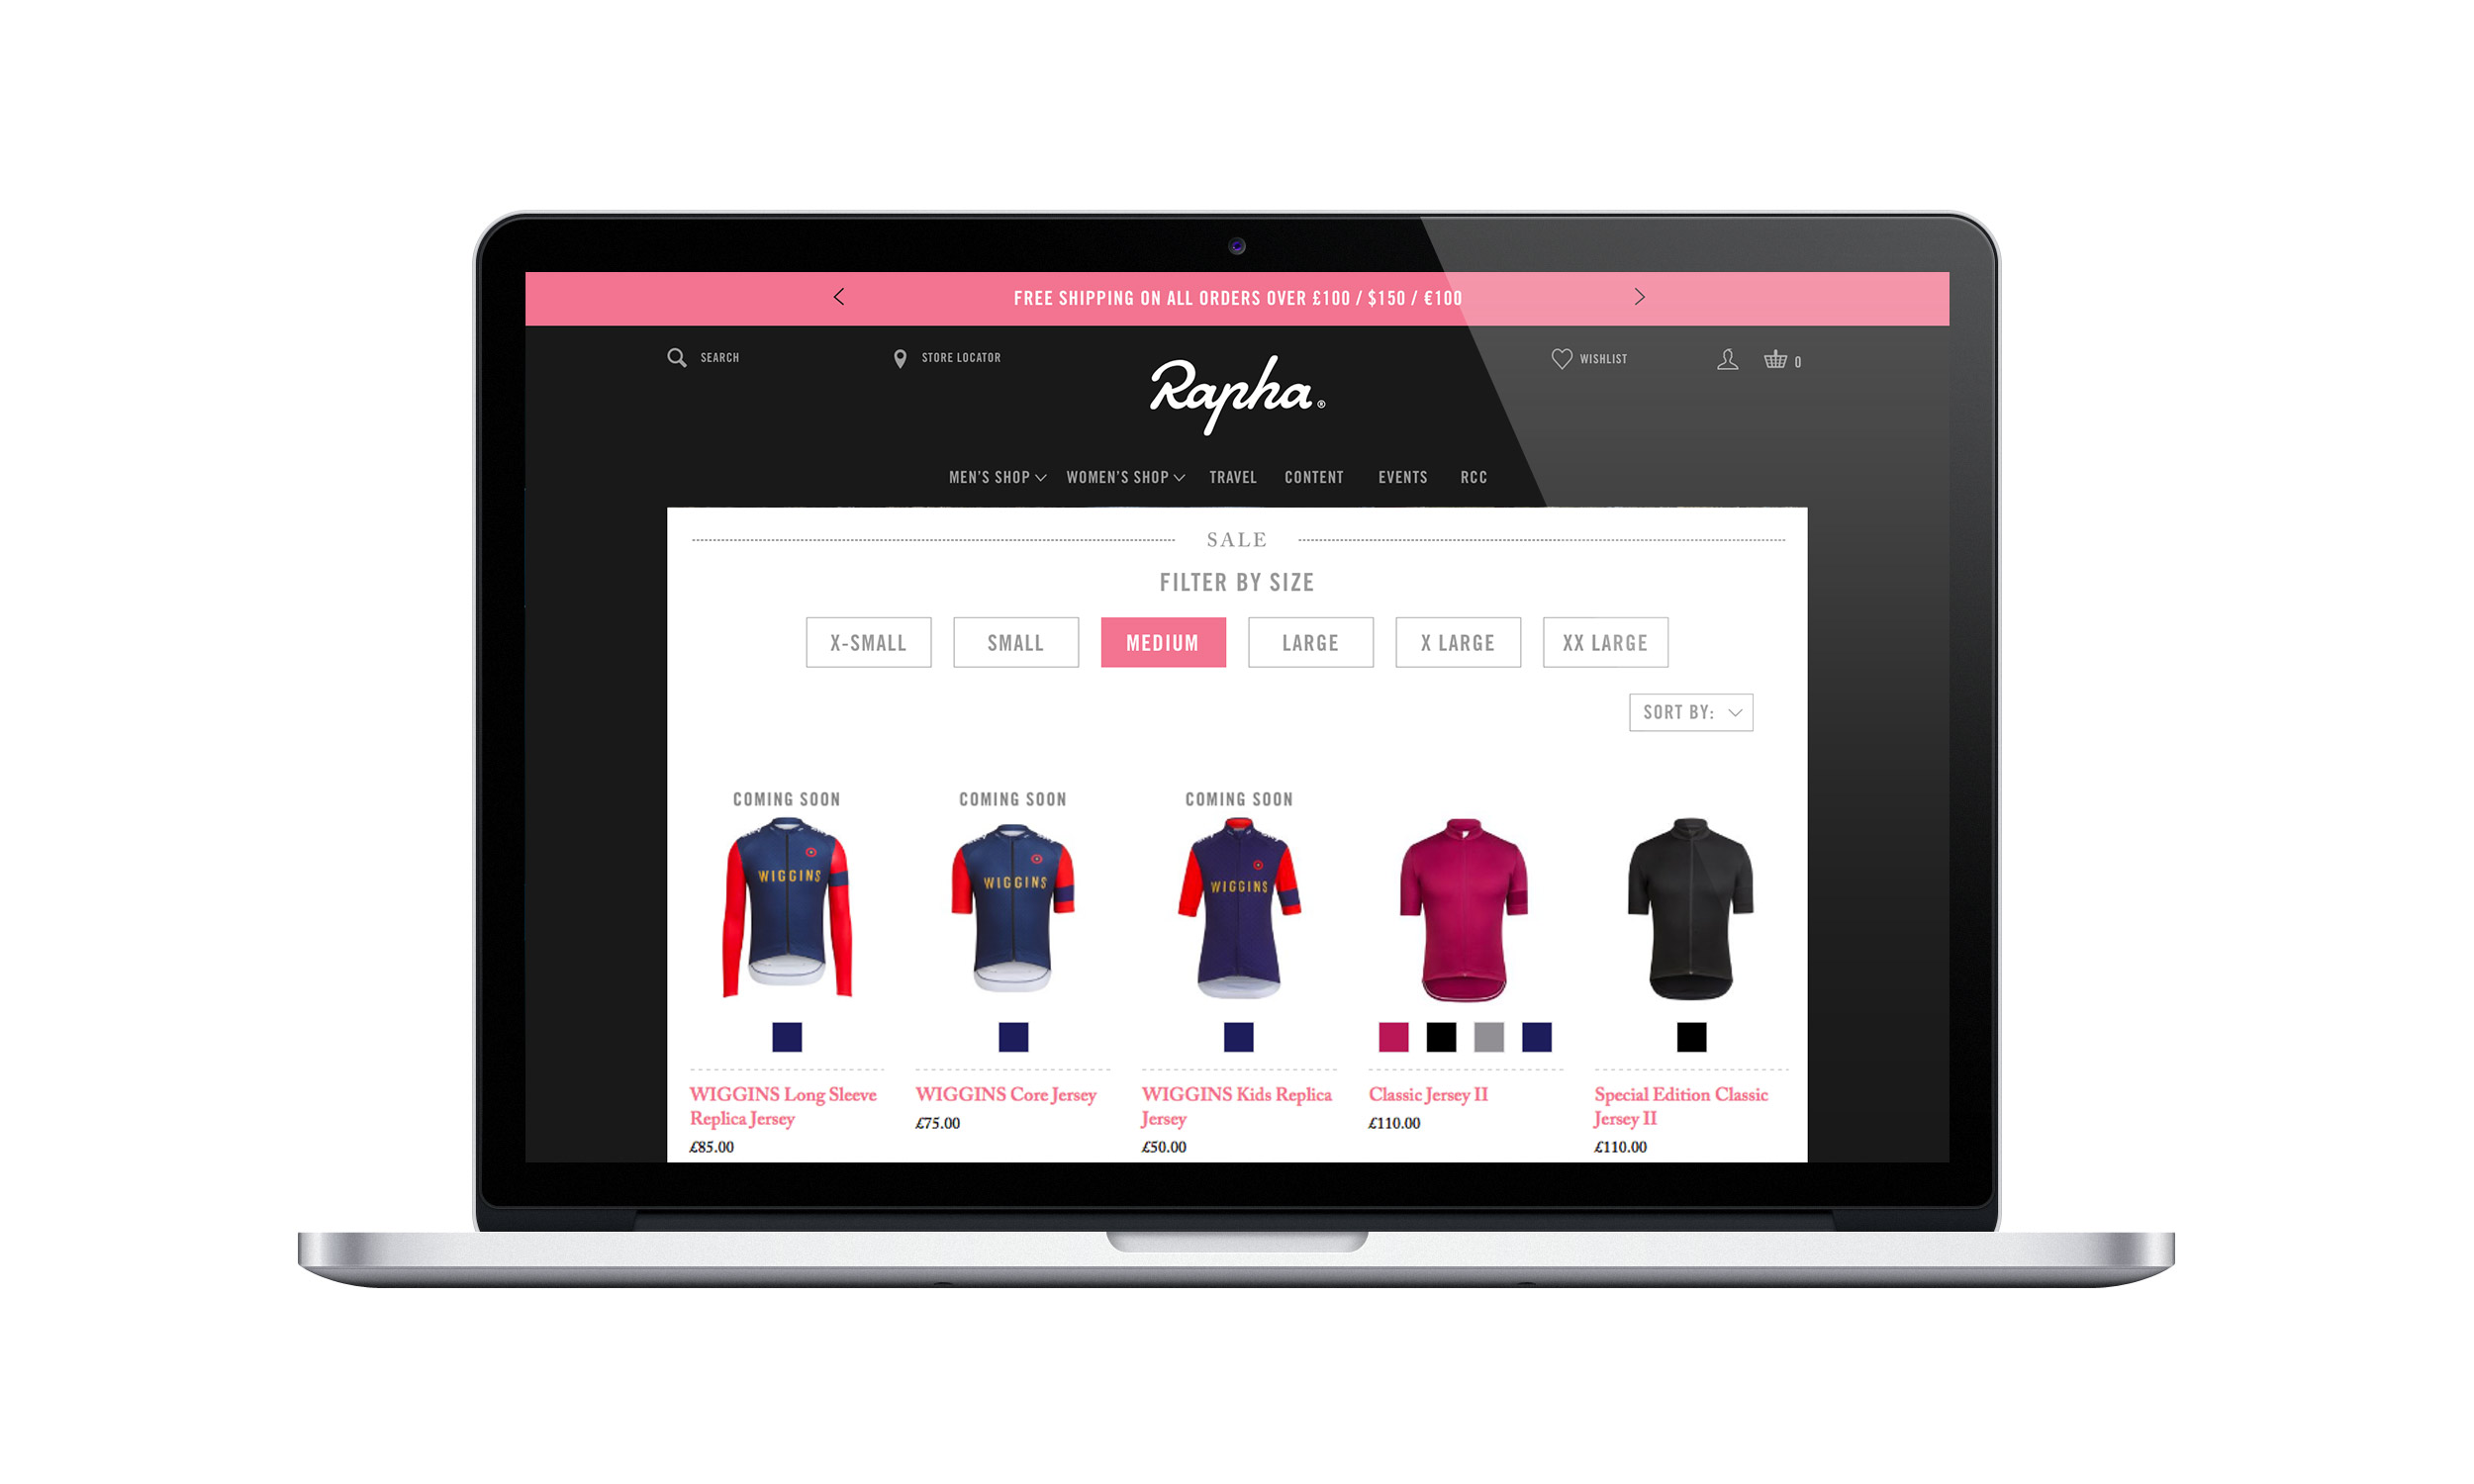 FREE SHIPPING ON ALL ORDERS OVER £100 / $150 / €100
SEARCH
STORE LOCATOR
Rapha®
WISHLIST
0
MEN'S SHOP
WOMEN'S SHOP
TRAVEL
CONTENT
EVENTS
RCC
SALE
FILTER BY SIZE
X-SMALL
SMALL
MEDIUM
LARGE
X LARGE
XX LARGE
SORT BY:
COMING SOON
WIGGINS
WIGGINS Long Sleeve
Replica Jersey
£85.00
COMING SOON
WIGGINS
WIGGINS Core Jersey
£75.00
COMING SOON
WIGGINS
WIGGINS Kids Replica
Jersey
£50.00
Classic Jersey II
£110.00
Special Edition Classic
Jersey II
£110.00